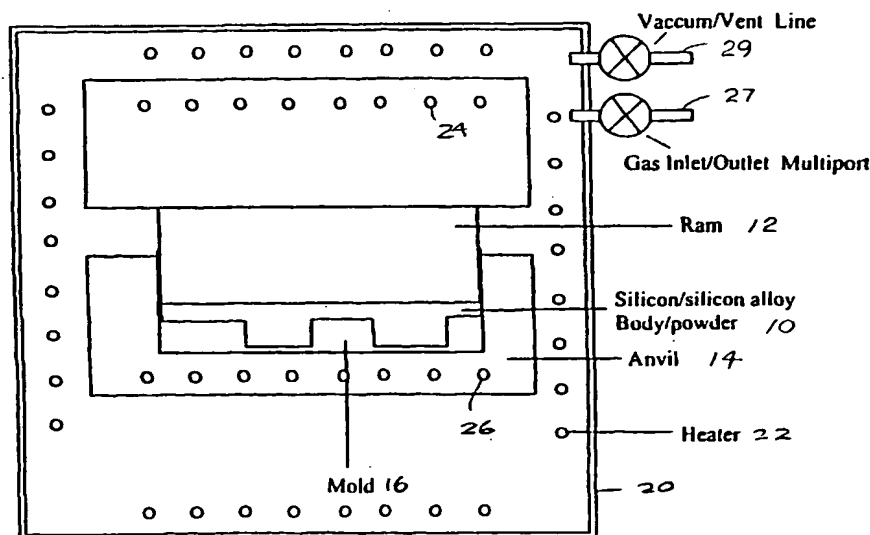 Vaccum/Vent Line
29
27
24
Gas Inlet/Outlet Multiport
Ram 12
Silicon/silicon alloy
Body/powder 10
Anvil 14
26
Heater 22
Mold 16
20